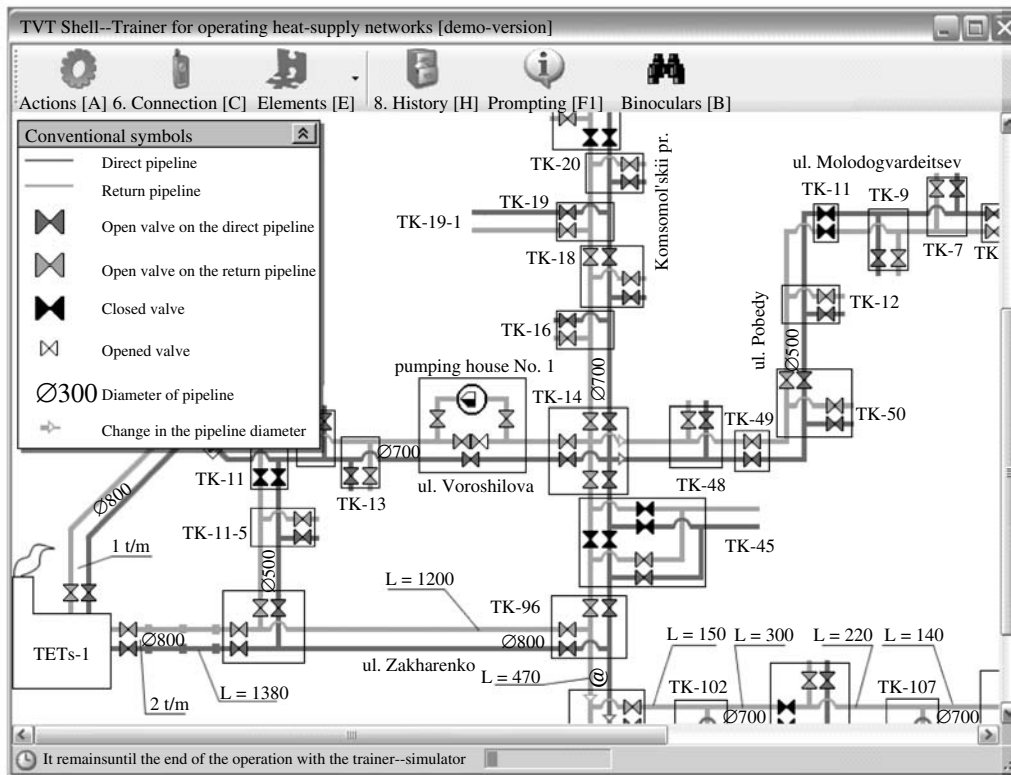 TVT Shell--Trainer for operating heat-supply networks [demo-version]
Actions [A] 6. Connection [C] Elements [E] 8. History [H] Prompting [F1] Binoculars [B]
Conventional symbols
Direct pipeline
Return pipeline
Open valve on the direct pipeline
Open valve on the return pipeline
Closed valve
Opened valve
∅300 Diameter of pipeline
Change in the pipeline diameter
TK-20
Komsomol'skii pr.
TK-19
TK-19-1
TK-18
TK-16
∅700
ul. Molodogvardeitsev
TK-11
TK-9
TK-7
TK
TK-12
ul. Pobedy
∅500
TK-50
pumping house No. 1
TK-14
TK-49
∅700
TK-11
TK-13
ul. Voroshilova
TK-48
∅800
TK-11-5
TK-45
1 t/m
∅500
L = 1200
TK-96
TETs-1
∅800
∅800
ul. Zakharenko
2 t/m
L = 1380
L = 470
@
L = 150
L = 300
L = 220
L = 140
TK-102
TK-107
∅700
∅700
It remainsuntil the end of the operation with the trainer--simulator